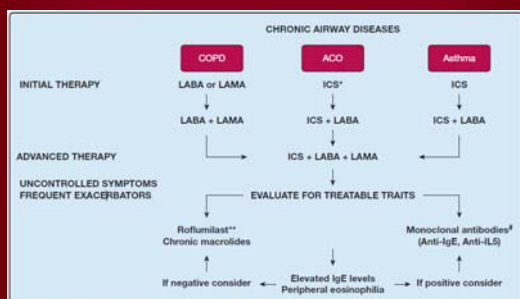 CHRONIC AIRWAY DISEASES
COPD ACO Asthma
INITIAL THERAPY LABA or LAMA ICS* ICS
LABA + LAMA ICS + LABA ICS + LABA
ADVANCED THERAPY ICS + LABA + LAMA
UNCONTROLLED SYMPTOMS
FREQUENT EXACERBATORS EVALUATE FOR TREATABLE TRAITS
Roflumilast** Monoclonal antibodies#
Chronic macrolides (Anti-IgE, Anti-IL5)
If negative consider Elevated IgE levels If positive consider
Peripheral eosinophilia